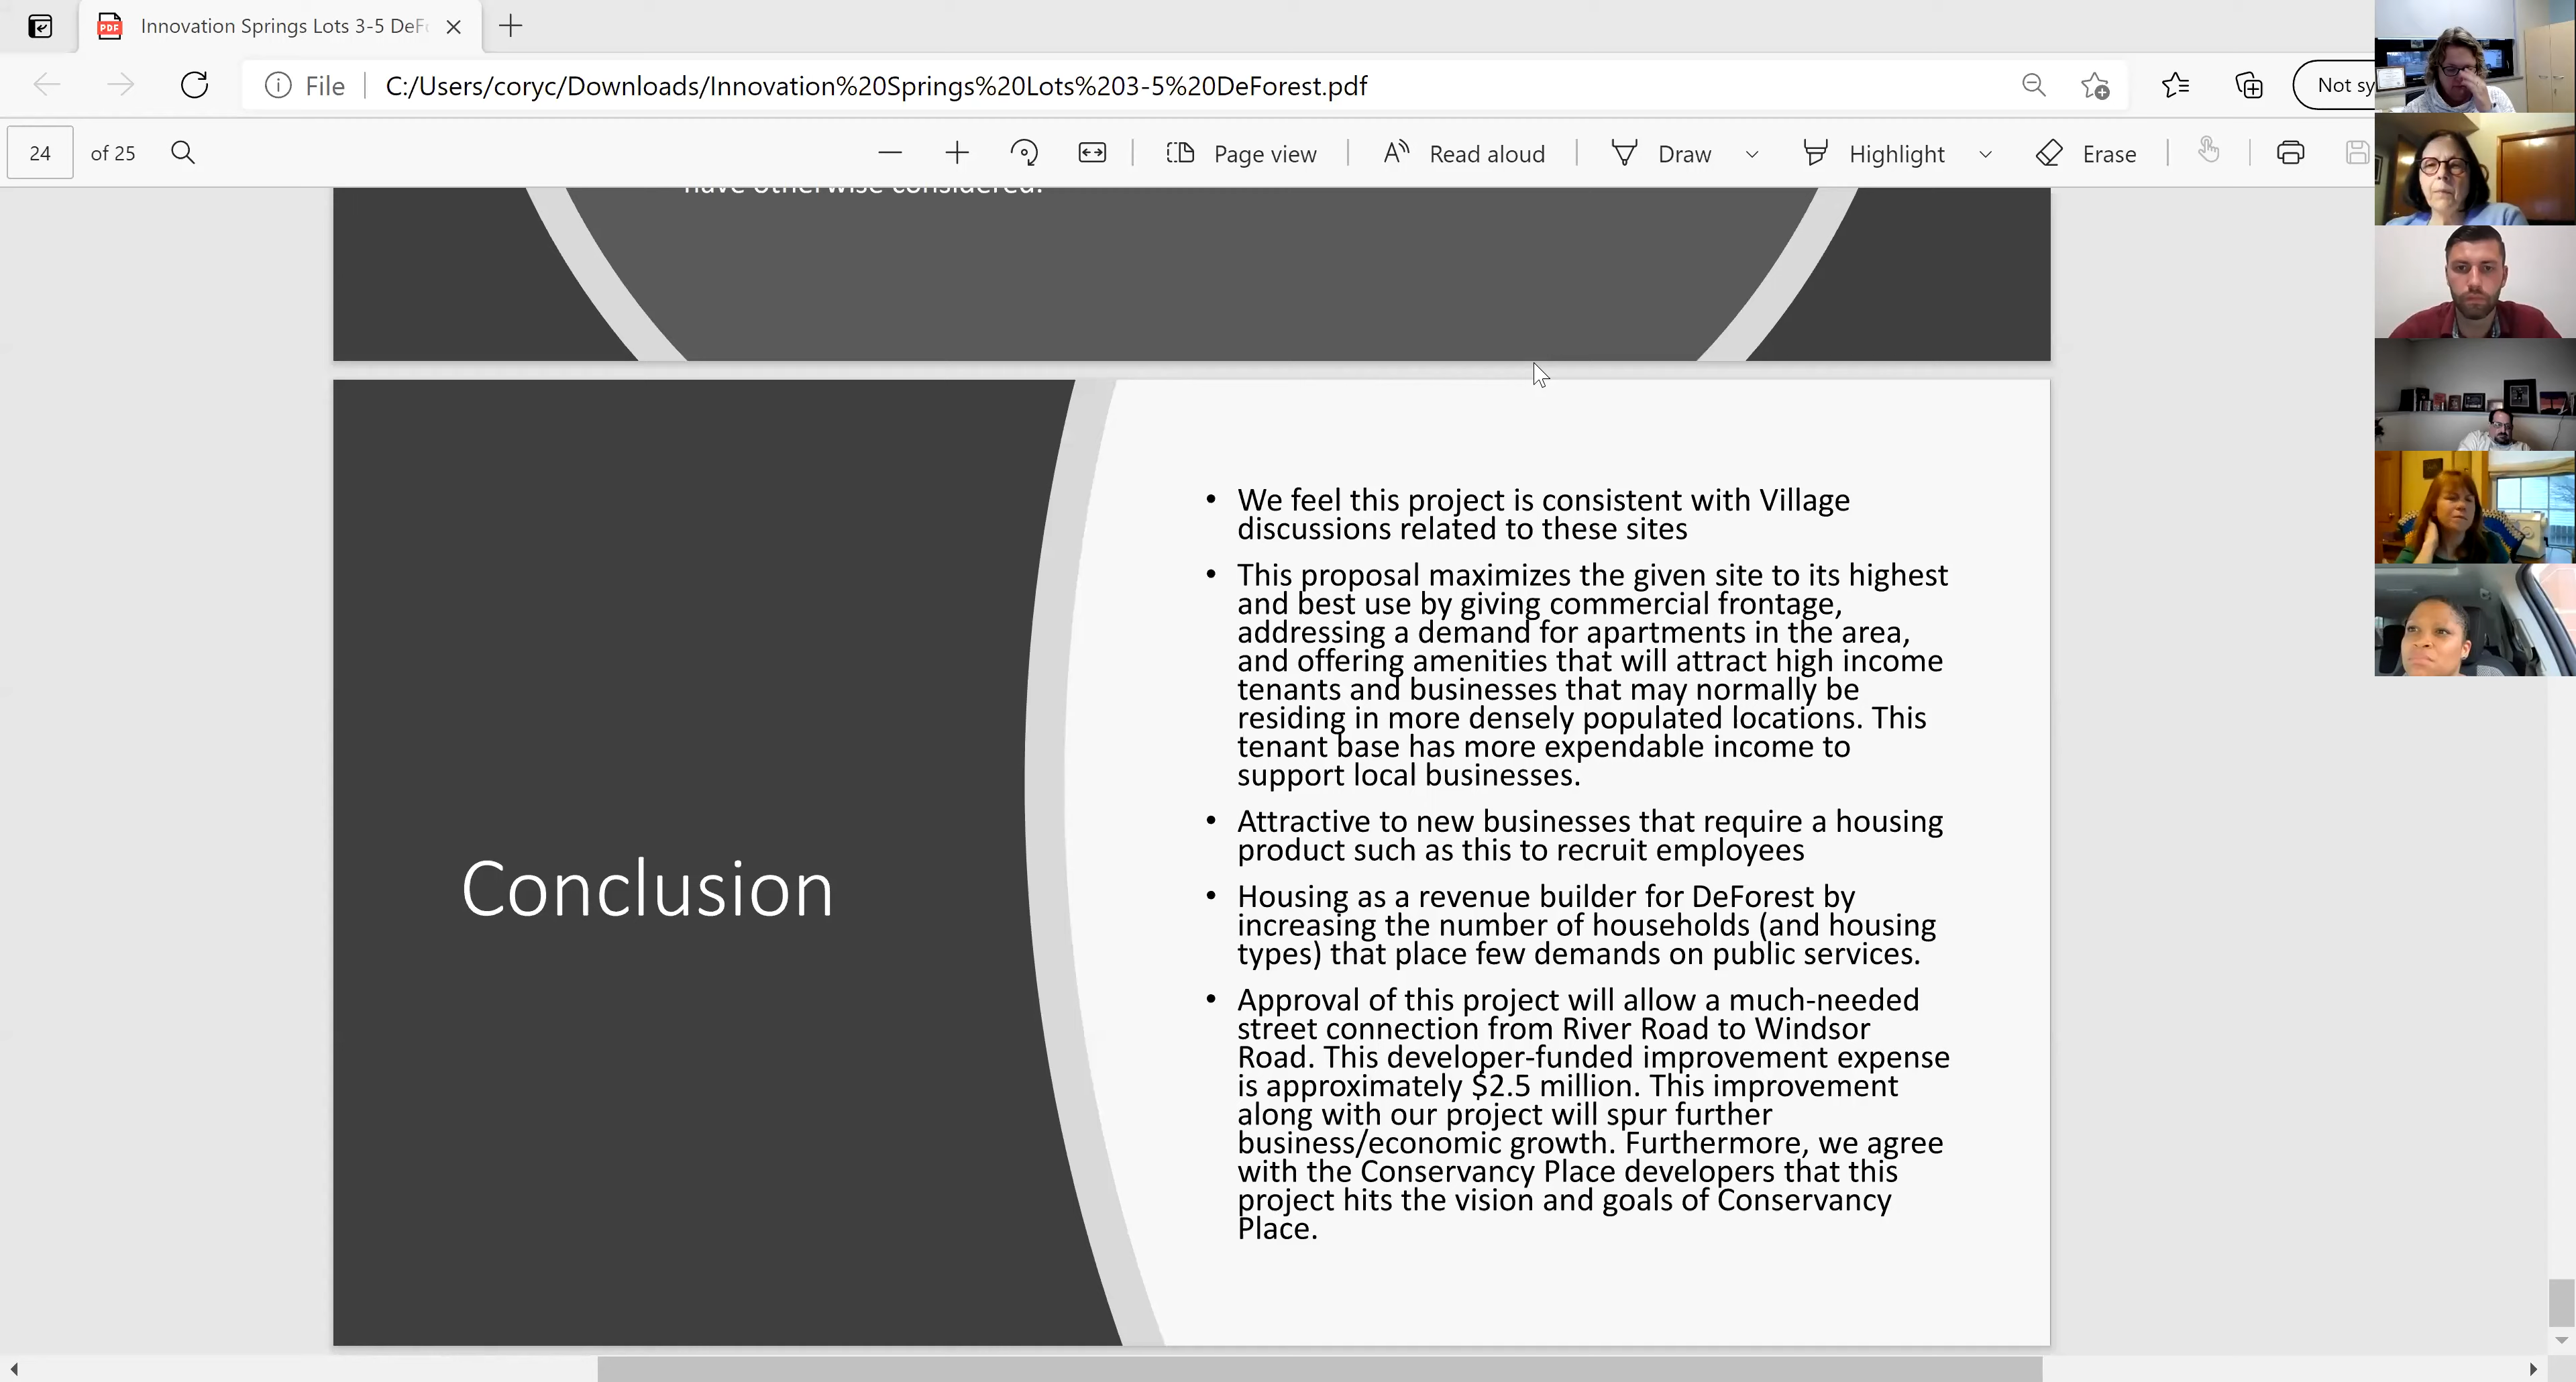 Innovation Springs Lots 3-5 DeF
File
C:/Users/coryc/Downloads/Innovation%20Springs%20Lots%203-5%20DeForest.pdf
Not sy
24 of 25
Page view
Read aloud
Draw
Highlight
Erase
have otherwise considered.
Conclusion
• We feel this project is consistent with Village
discussions related to these sites
• This proposal maximizes the given site to its highest
and best use by giving commercial frontage,
addressing a demand for apartments in the area,
and offering amenities that will attract high income
tenants and businesses that may normally be
residing in more densely populated locations. This
tenant base has more expendable income to
support local businesses.
• Attractive to new businesses that require a housing
product such as this to recruit employees
• Housing as a revenue builder for DeForest by
increasing the number of households (and housing
types) that place few demands on public services.
• Approval of this project will allow a much-needed
street connection from River Road to Windsor
Road. This developer-funded improvement expense
is approximately $2.5 million. This improvement
along with our project will spur further
business/economic growth. Furthermore, we agree
with the Conservancy Place developers that this
project hits the vision and goals of Conservancy
Place.